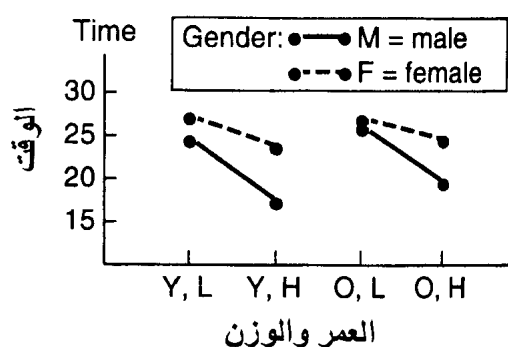 Time
Gender: M = male
F = female
30
25
20
15
الوقت
Y, L Y, H O, L O, H
العمر والوزن